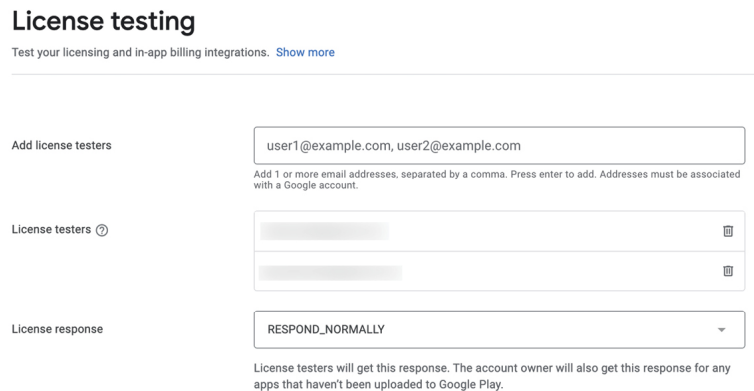 License testing
Test your licensing and in-app billing integrations. Show more
Add license testers
user1@example.com, user2@example.com
Add 1 or more email addresses, separated by a comma. Press enter to add. Addresses must be associated
with a Google account.
License testers
License response
RESPOND_NORMALLY
License testers will get this response. The account owner will also get this response for any
apps that haven't been uploaded to Google Play.